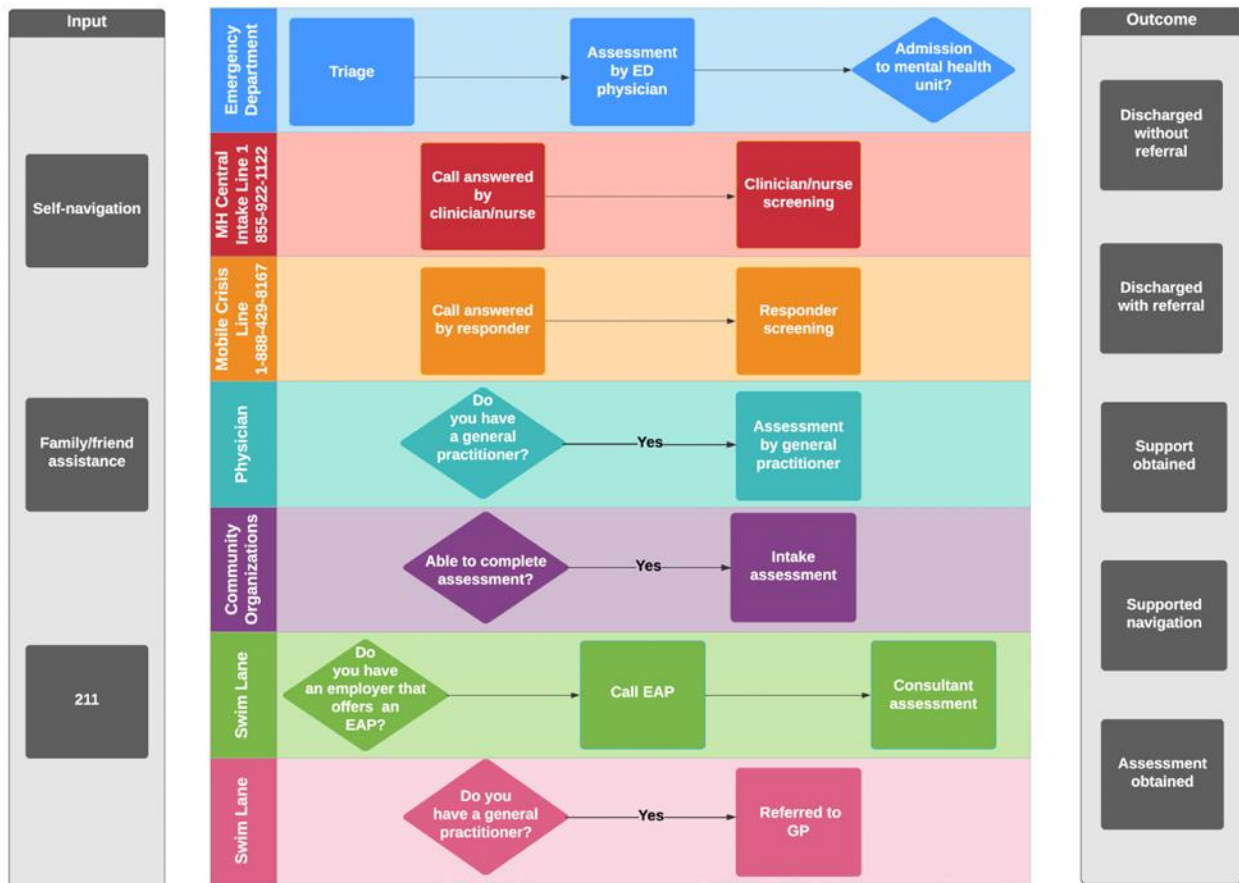 Input
Self-navigation
Family/friend
assistance
211
Emergency
Department
Triage
Assessment
by ED
physician
Admission
to mental health
unit?
MH Central
Intake Line 1
855-922-1122
Call answered
by
clinician/nurse
Clinician/nurse
screening
Mobile Crisis
Line
1-888-429-8167
Call answered
by responder
Responder
screening
Physician
Do
you have
a general
practitioner?
Yes
Assessment
by general
practitioner
Community
Organizations
Able to complete
assessment?
Yes
Intake
assessment
Swim Lane
Do
you have
an employer that
offers an
EAP?
Call EAP
Consultant
assessment
Swim Lane
Do you
have a general
practitioner?
Yes
Referred to
GP
Outcome
Discharged
without
referral
Discharged
with referral
Support
obtained
Supported
navigation
Assessment
obtained